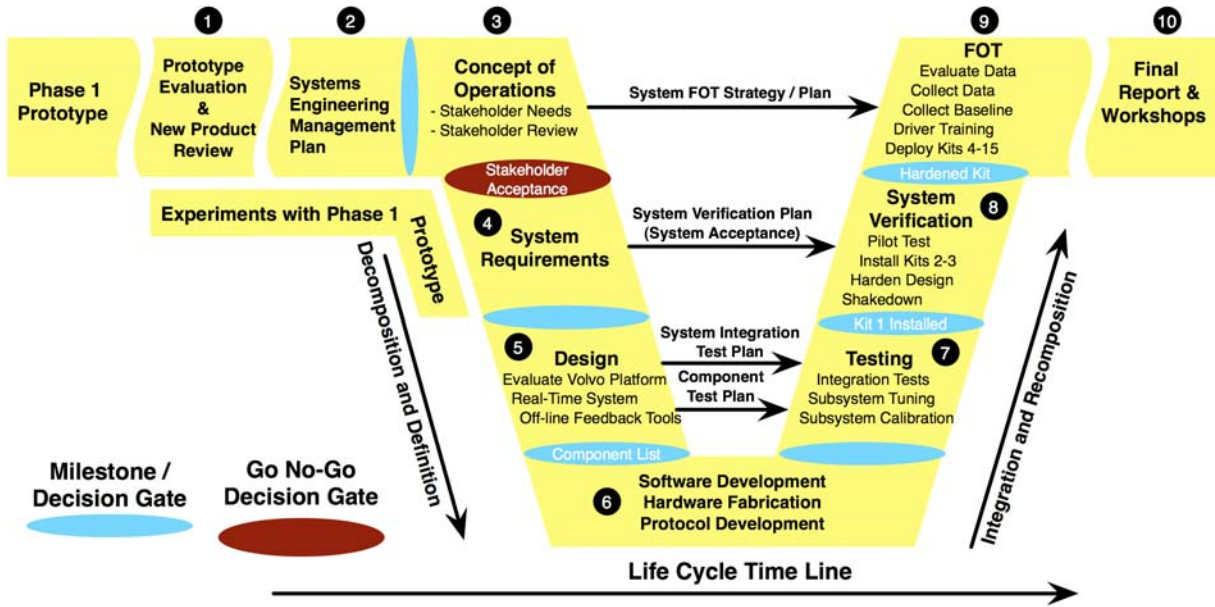 1
2
3
9
10
Phase 1
Prototype
Prototype
Evaluation
&
New Product
Review
Systems
Engineering
Management
Plan
Concept of
Operations
- Stakeholder Needs
- Stakeholder Review
System FOT Strategy / Plan
FOT
Evaluate Data
Collect Data
Collect Baseline
Driver Training
Deploy Kits 4-15
Final
Report &
Workshops
Stakeholder
Acceptance
Hardened Kit
Experiments with Phase 1
Prototype
4
System
Requirements
System Verification Plan
(System Acceptance)
System
Verification
8
Pilot Test
Install Kits 2-3
Harden Design
Shakedown
Kit 1 Installed
Decomposition and Definition
5
Design
Evaluate Volvo Platform
Real-Time System
Off-line Feedback Tools
System Integration
Test Plan
Component
Test Plan
Testing
7
Integration Tests
Subsystem Tuning
Subsystem Calibration
Integration and Recomposition
Component List
6
Software Development
Hardware Fabrication
Protocol Development
Milestone /
Decision Gate
Go No-Go
Decision Gate
Life Cycle Time Line